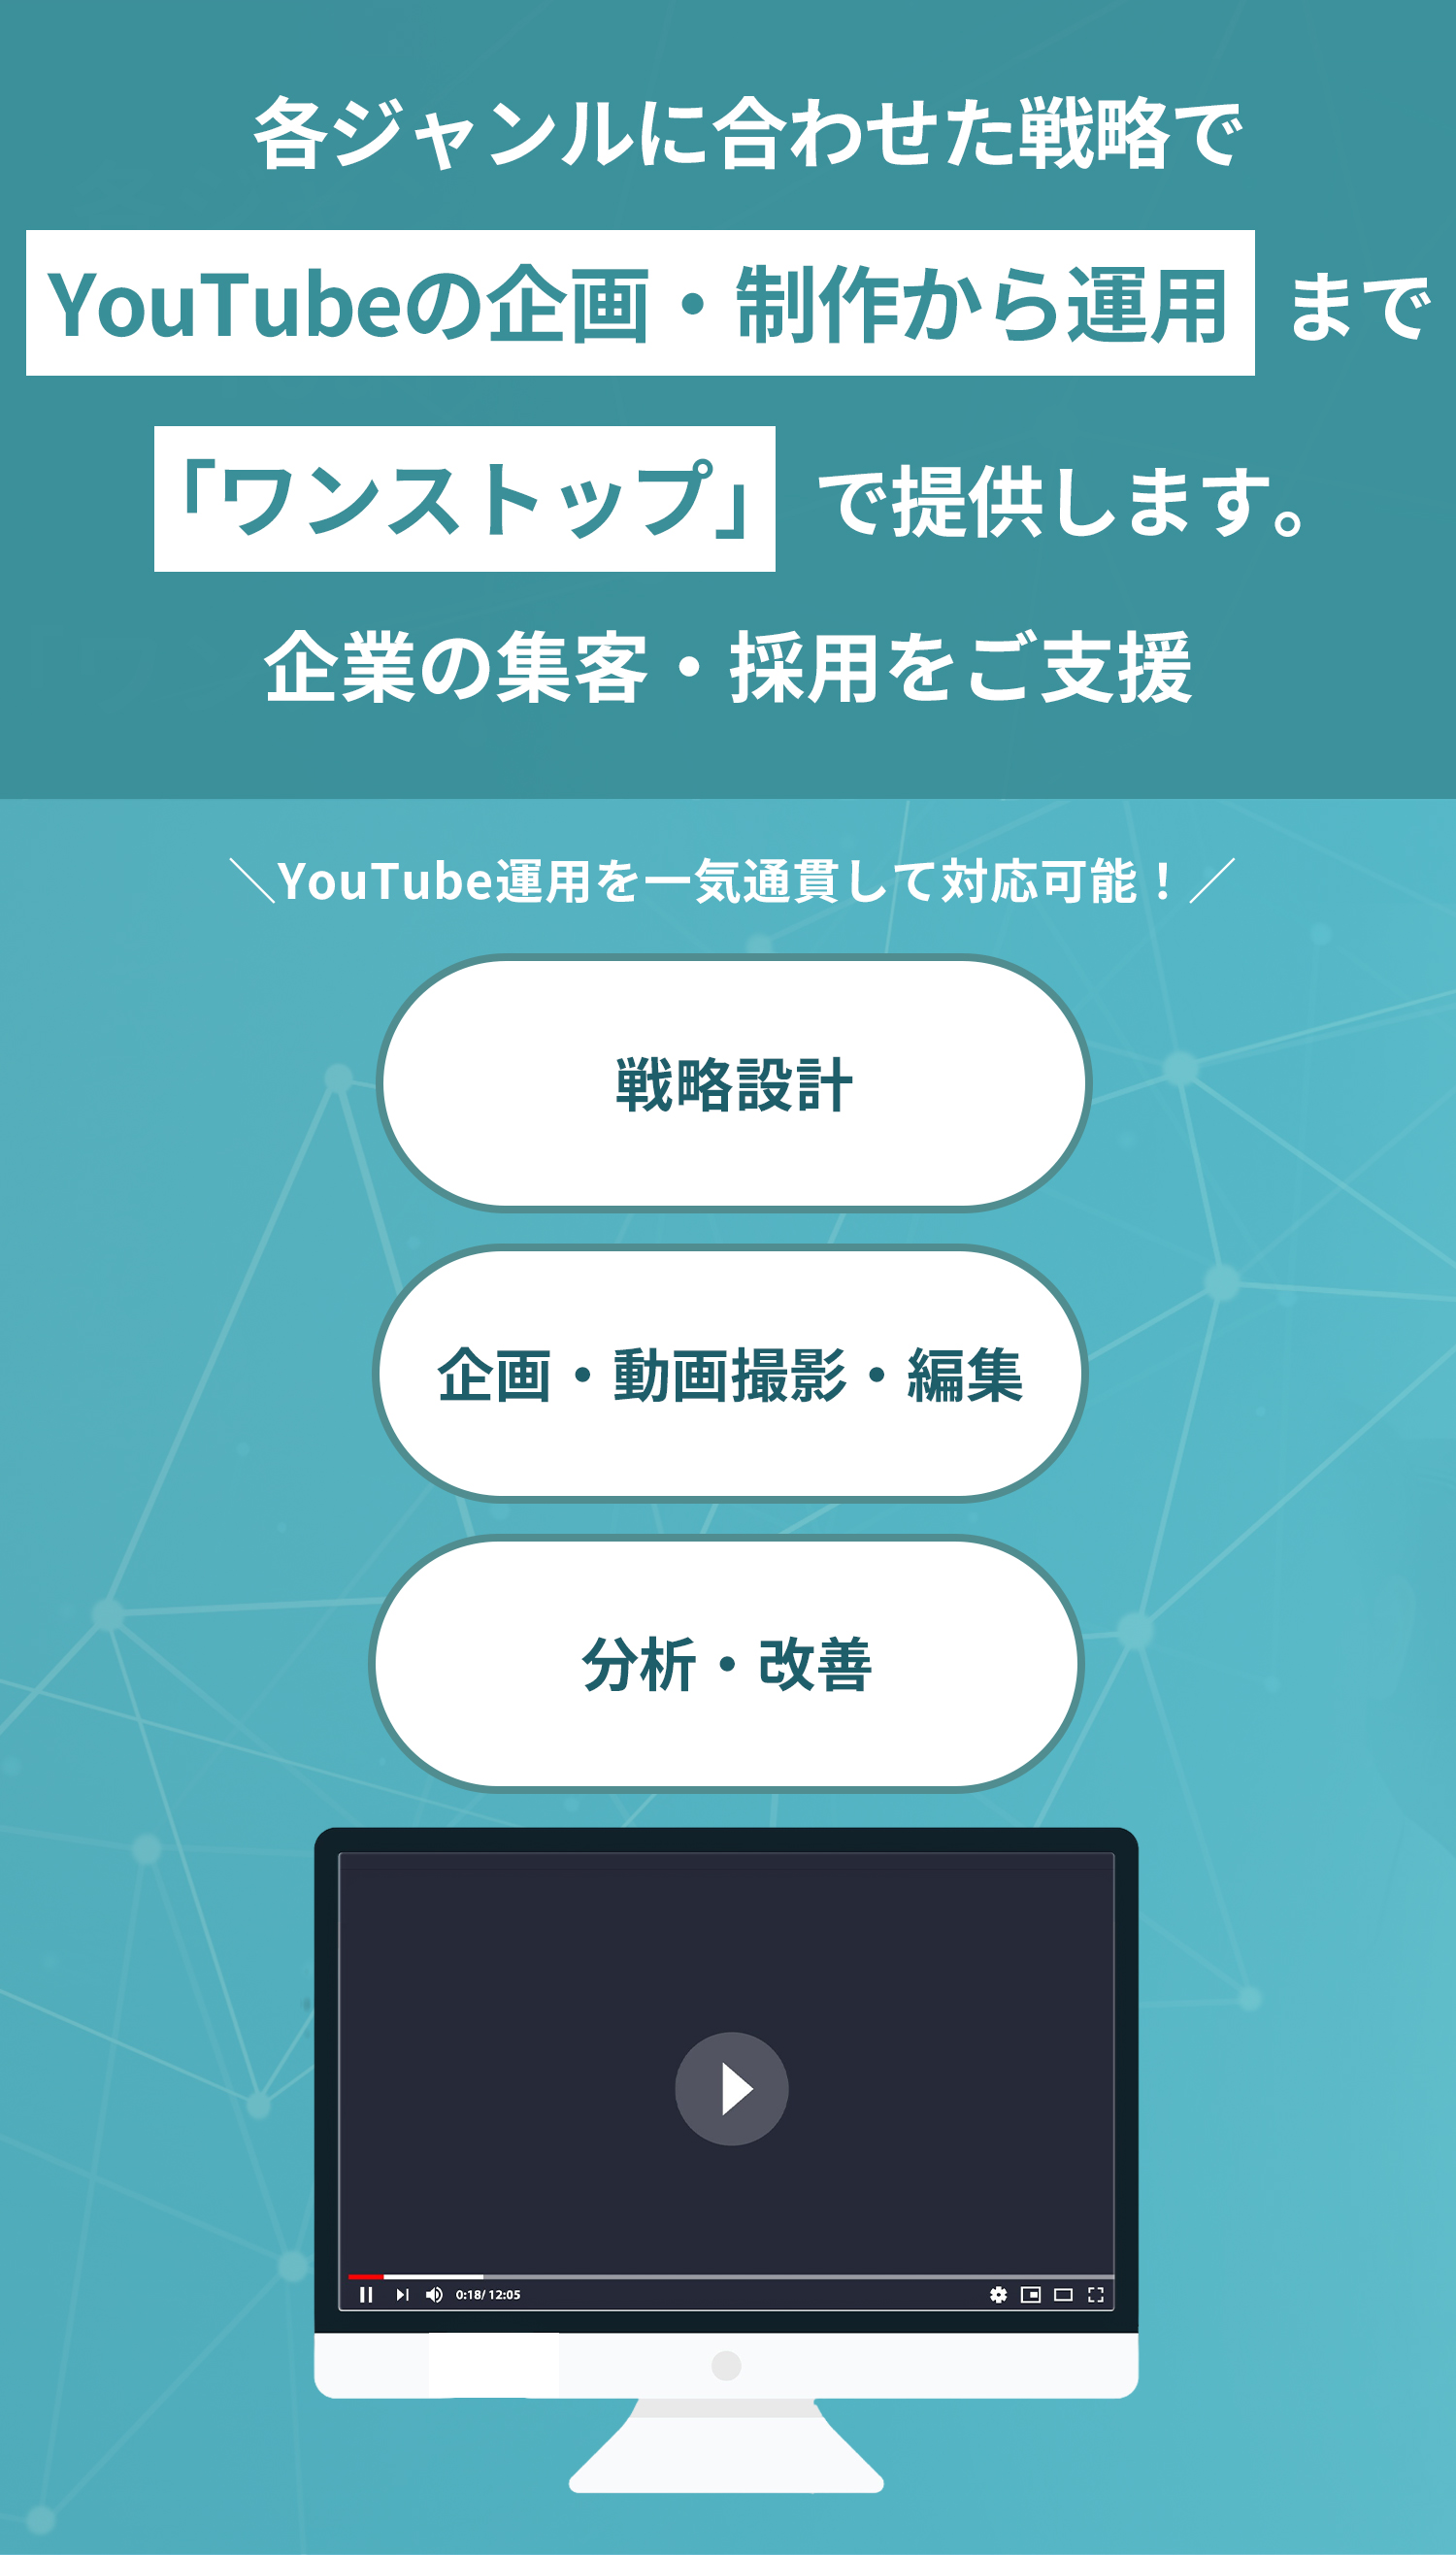 各ジャンルに合わせた戦略で
YouTubeの企画・制作から運用 まで
「ワンストップ」 で提供します。
企業の集客・採用をご支援
＼YouTube運用を一気通貫して対応可能！／
戦略設計
企画・動画撮影・編集
分析・改善
0:18/ 12:05